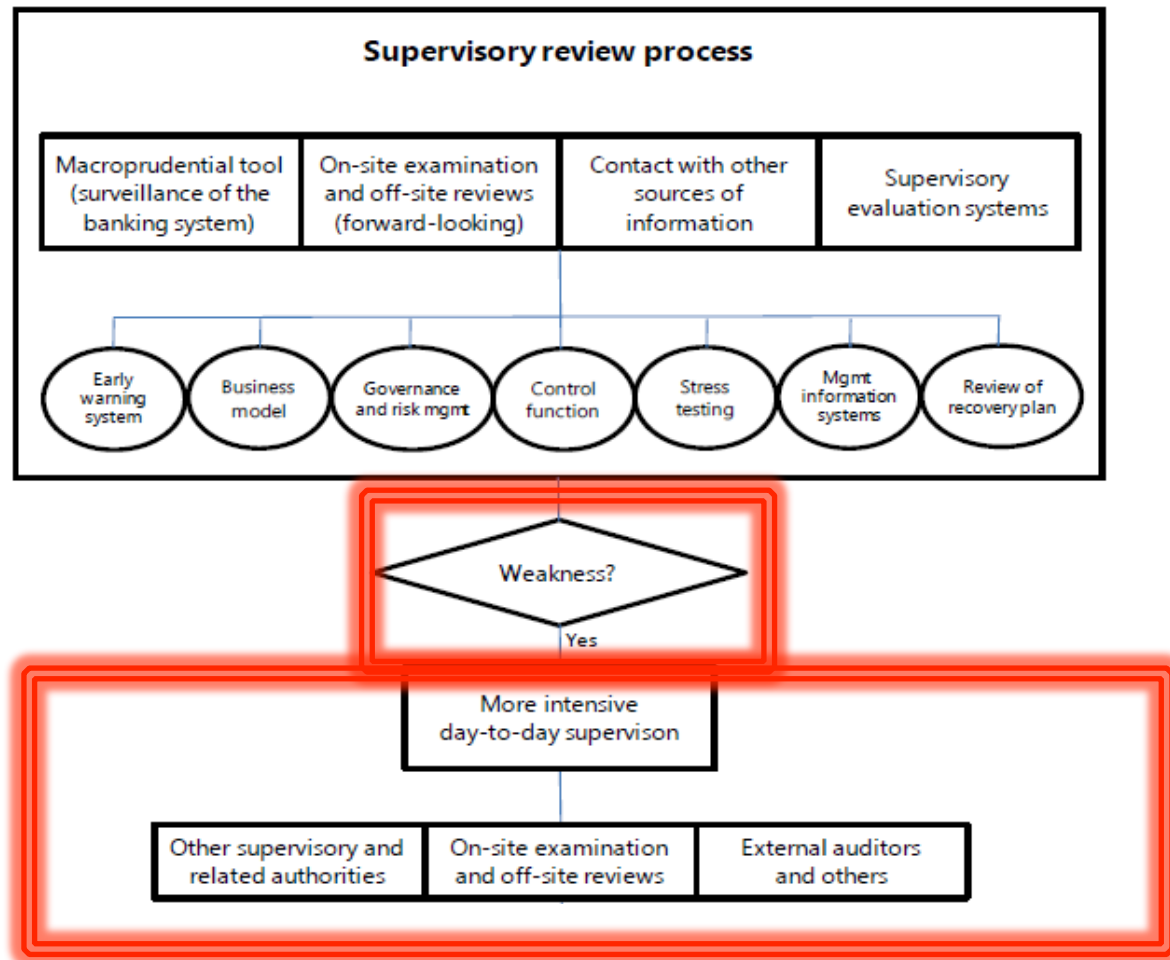 Supervisory review process
Macroprudential tool
(surveillance of the
banking system)
On-site examination
and off-site reviews
(forward-looking)
Contact with other
sources of
information
Supervisory
evaluation systems
Early
warning
system
Business
model
Governance
and risk mgmt
Control
function
Stress
testing
Mgmt
information
systems
Review of
recovery plan
Weakness?
Yes
More intensive
day-to-day supervison
Other supervisory and
related authorities
On-site examination
and off-site reviews
External auditors
and others